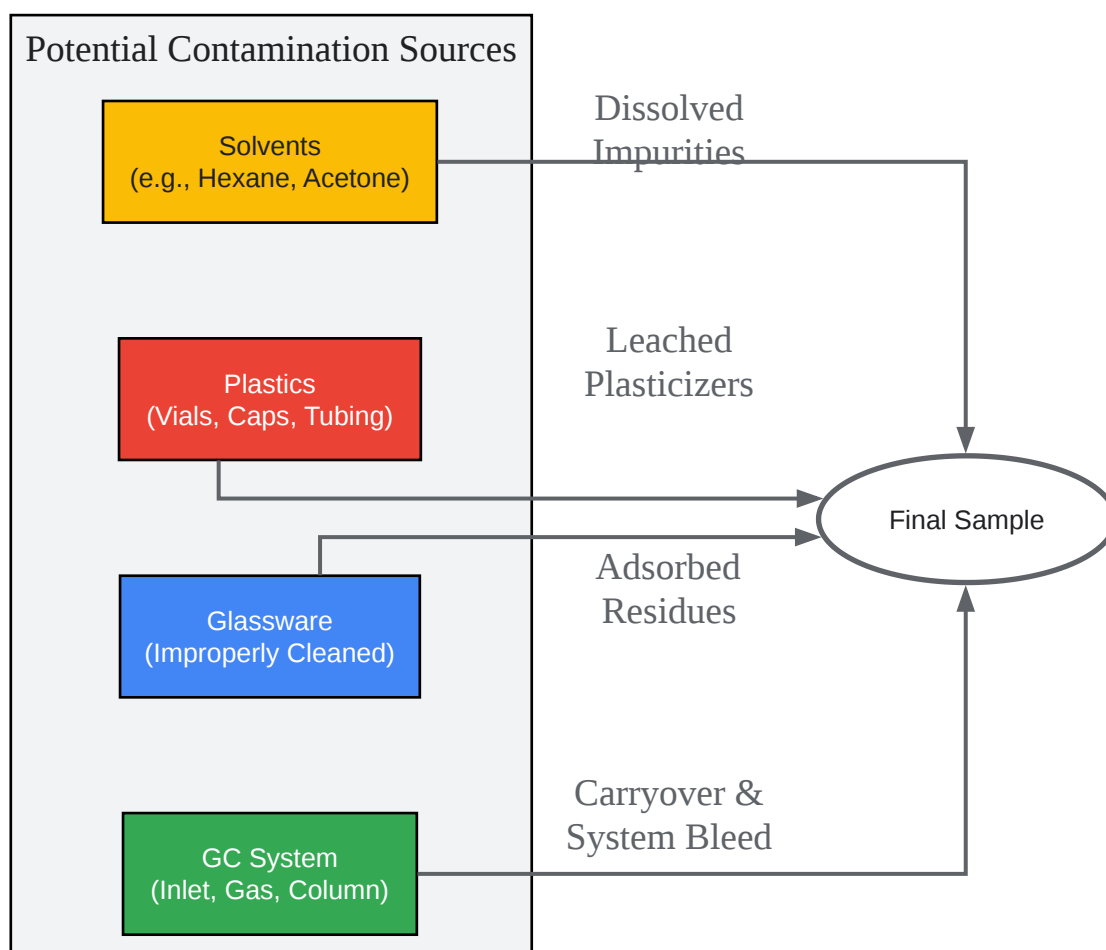 Potential Contamination Sources
Solvents
(e.g., Hexane, Acetone)
Dissolved
Impurities
Plastics
(Vials, Caps, Tubing)
Leached
Plasticizers
Final Sample
Glassware
(Improperly Cleaned)
Adsorbed
Residues
GC System
(Inlet, Gas, Column)
Carryover &
System Bleed